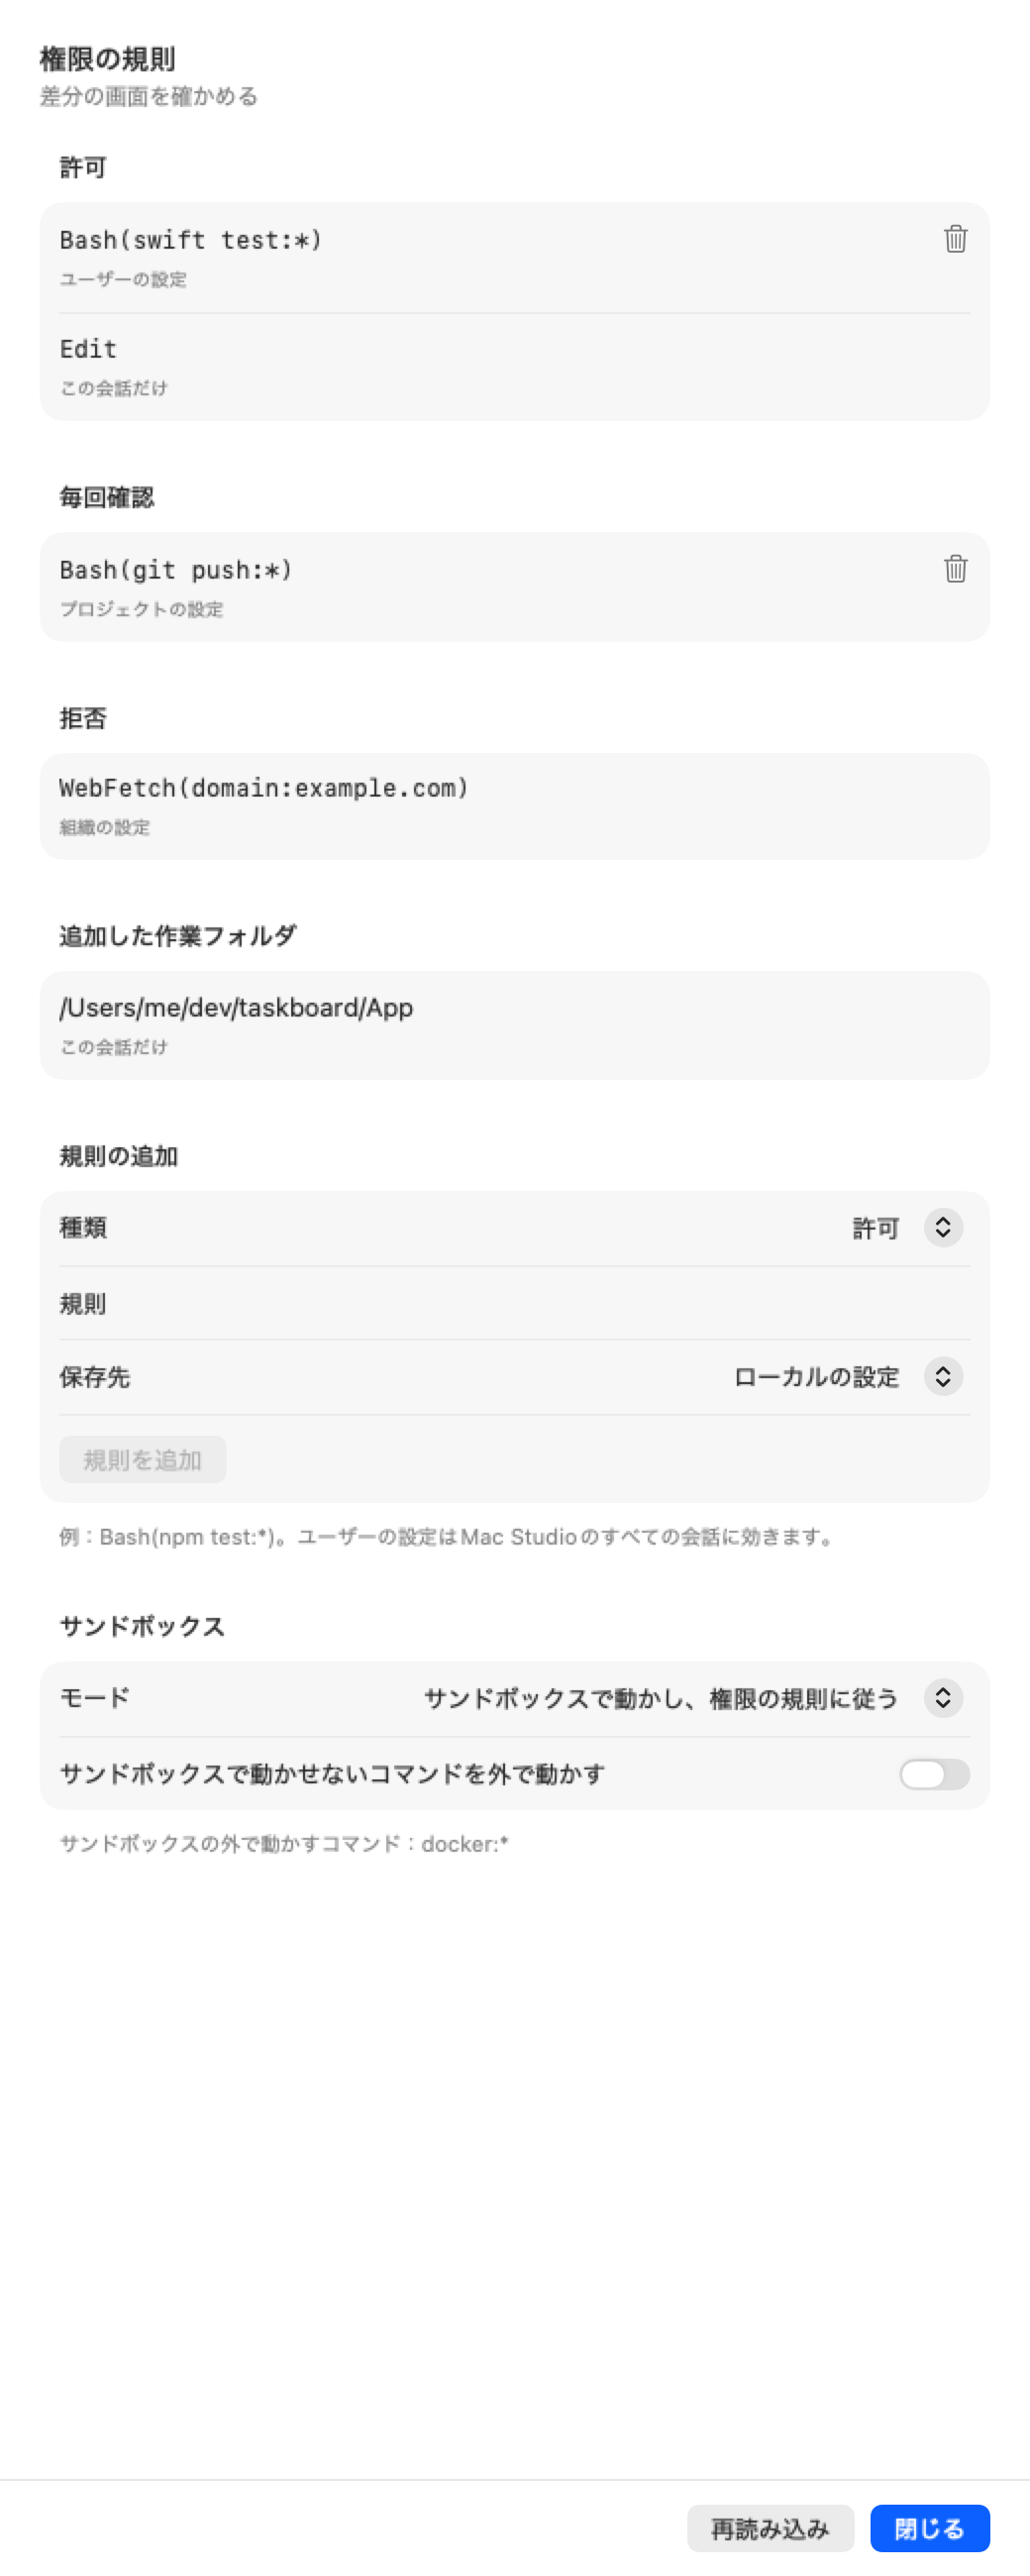 権限の規則
差分の画面を確かめる
許可
Bash(swift test:*)
ユーザーの設定
Edit
この会話だけ
毎回確認
Bash(git push:*)
プロジェクトの設定
拒否
WebFetch(domain:example.com)
組織の設定
追加した作業フォルダ
/Users/me/dev/taskboard/App
この会話だけ
規則の追加
種類 許可
規則
保存先 ローカルの設定
規則を追加
例：Bash(npm test:*)。ユーザーの設定はMac Studioのすべての会話に効きます。
サンドボックス
モード サンドボックスで動かし、権限の規則に従う
サンドボックスで動かせないコマンドを外で動かす
サンドボックスの外で動かすコマンド：docker:*
再読み込み 閉じる